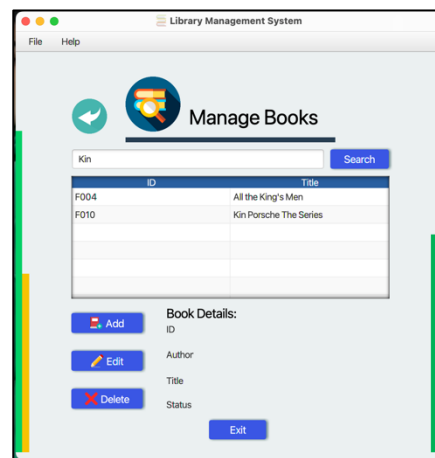 Library Management System
File Help
Manage Books
Kin Search
ID Title
F004 All the King's Men
F010 Kin Porsche The Series
Add
Book Details:
ID
Edit
Author
Title
Delete
Status
Exit